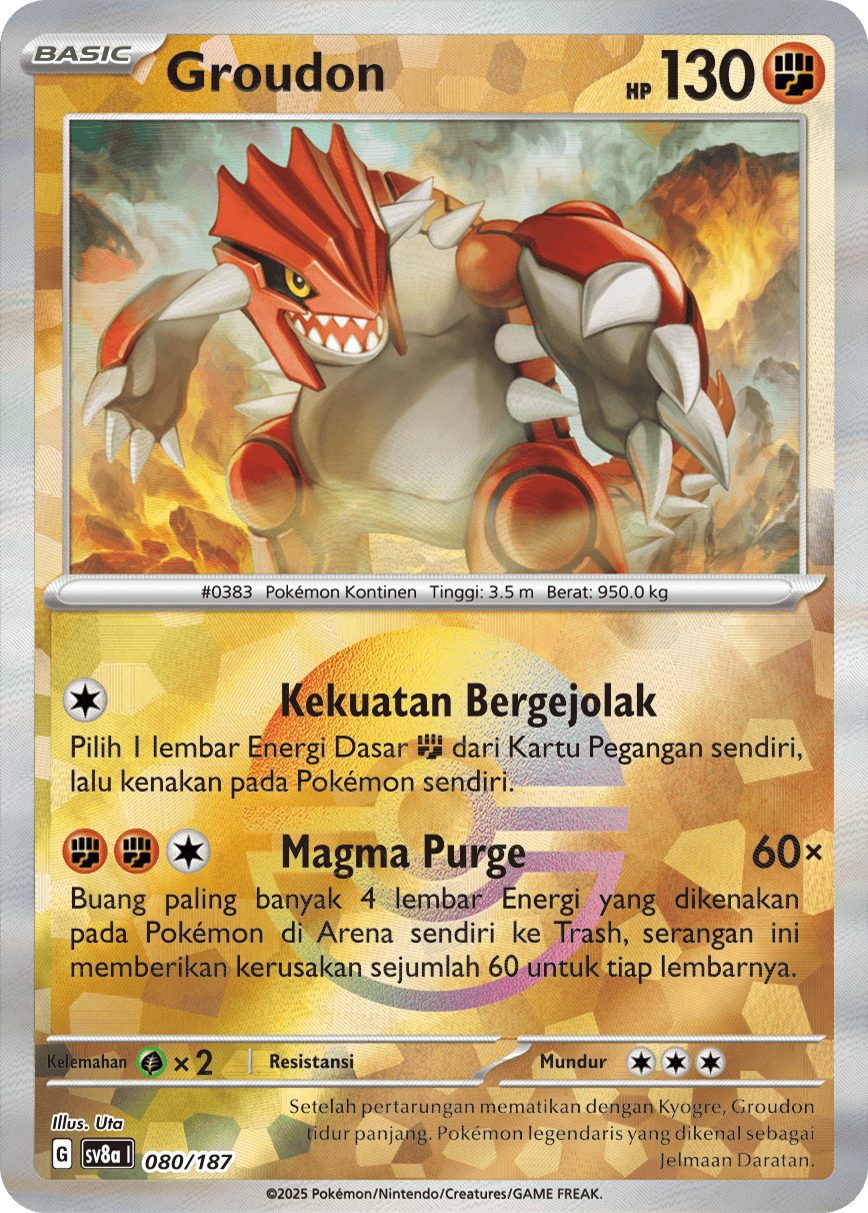 BASIC
Groudon
HP 130
#0383 Pokémon Kontinen Tinggi: 3.5 m Berat: 950.0 kg
Kekuatan Bergejolak
Pilih 1 lembar Energi Dasar dari Kartu Pegangan sendiri,
lalu kenakan pada Pokémon sendiri.
Magma Purge 60×
Buang paling banyak 4 lembar Energi yang dikenakan
pada Pokémon di Arena sendiri ke Trash, serangan ini
memberikan kerusakan sejumlah 60 untuk tiap lembarnya.
Kelemahan ×2 Resistansi Mundur
Illus. Uta
Setelah pertarungan mematikan dengan Kyogre, Groudon
tidur panjang. Pokémon legendaris yang dikenal sebagai
Jelmaan Daratan.
G sv8a I 080/187
©2025 Pokémon/Nintendo/Creatures/GAME FREAK.